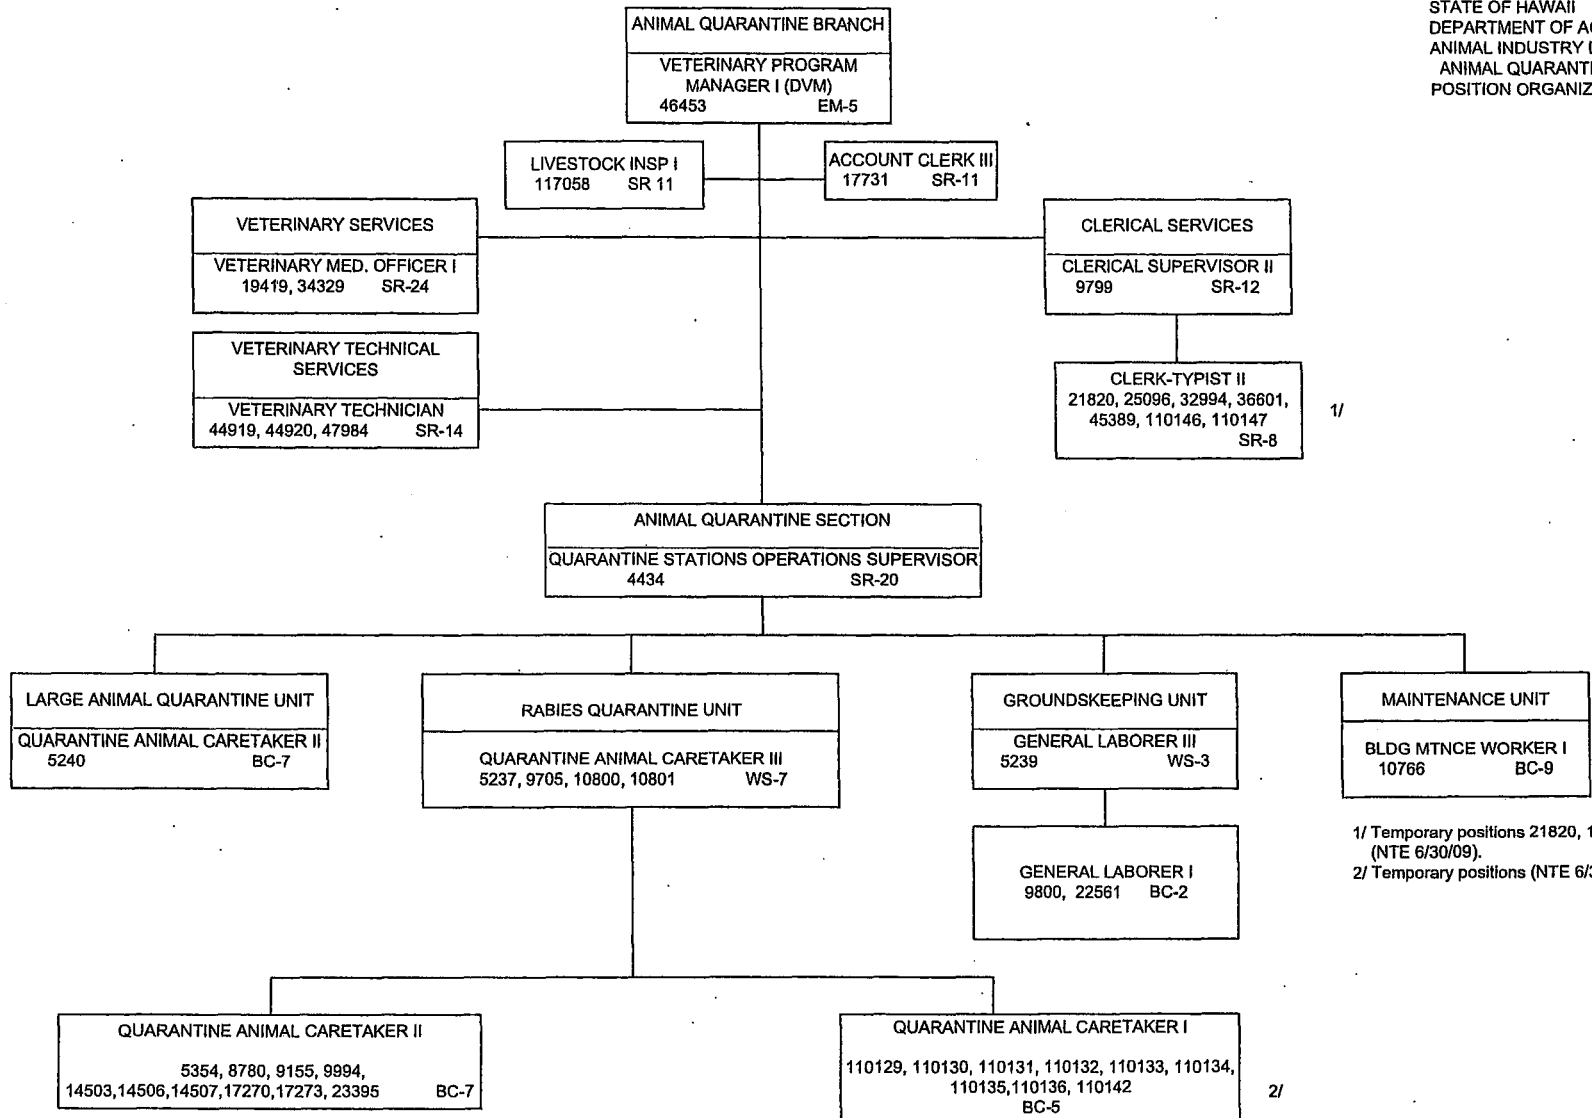 STATE OF HAWAII
DEPARTMENT OF
ANIMAL INDUSTRY
ANIMAL
POSITION
ANIMAL QUARANTINE BRANCH
VETERINARY PROGRAM
MANAGER I (DVM)
46453 EM-5
LIVESTOCK INSP I
117058 SR 11
ACCOUNT CLERK III
17731 SR-11
VETERINARY SERVICES
VETERINARY MED. OFFICER I
19419, 34329 SR-24
CLERICAL SERVICES
CLERICAL SUPERVISOR II
9799 SR-12
VETERINARY TECHNICAL
SERVICES
VETERINARY TECHNICIAN
44919, 44920, 47984 SR-14
CLERK-TYPIST II
21820, 25096, 32994, 36601,
45389, 110146, 110147
SR-8
1/
ANIMAL QUARANTINE SECTION
QUARANTINE STATIONS OPERATIONS SUPERVISOR
4434 SR-20
LARGE ANIMAL QUARANTINE UNIT
QUARANTINE ANIMAL CARETAKER II
5240 BC-7
RABIES QUARANTINE UNIT
QUARANTINE ANIMAL CARETAKER III
5237, 9705, 10800, 10801 WS-7
GROUNDSKEEPING UNIT
GENERAL LABORER III
5239 WS-3
MAINTENANCE UNIT
BLDG MTNCE WORKER I
10766 BC-9
GENERAL LABORER I
9800, 22561 BC-2
1/ Temporary positions 21820,
(NTE 6/30/09).
2/ Temporary positions (NTE
QUARANTINE ANIMAL CARETAKER II
5354, 8780, 9155, 9994,
14503,14506,14507,17270,17273, 23395 BC-7
QUARANTINE ANIMAL CARETAKER I
110129, 110130, 110131, 110132, 110133, 110134,
110135,110136, 110142
BC-5
2/